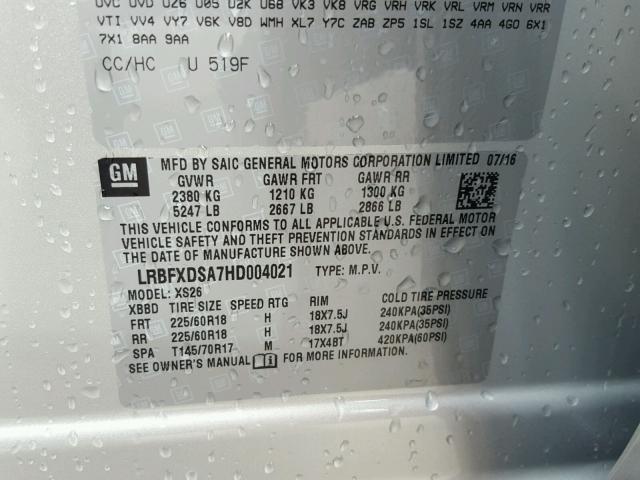 UVC UVD U26 U05 U2K U68 VK3 VK8 VRG VRH VRK VRL VRM VRN VRR
VTI VV4 VY7 V6K V8D WMH XL7 Y7C ZAB ZP5 1SL 1SZ 4AA 4G0 6X1
7X1 8AA 9AA
CC/HC U 519F
GM
MFD BY SAIC GENERAL MOTORS CORPORATION LIMITED 07/16
GVWR GAWR FRT GAWR RR
2380 KG 1210 KG 1300 KG
5247 LB 2667 LB 2866 LB
THIS VEHICLE CONFORMS TO ALL APPLICABLE U.S. FEDERAL MOTOR
VEHICLE SAFETY AND THEFT PREVENTION STANDARDS IN EFFECT ON
THE DATE OF MANUFACTURE SHOWN ABOVE.
LRBFXDSA7HD004021 TYPE: M.P.V.
MODEL: XS26
XBBD TIRE SIZE SPEED RTG RIM COLD TIRE PRESSURE
FRT 225/60R18 H 18X7.5J 240KPA(35PSI)
RR 225/60R18 H 18X7.5J 240KPA(35PSI)
SPA T145/70R17 M 17X4BT 420KPA(60PSI)
SEE OWNER'S MANUAL FOR MORE INFORMATION